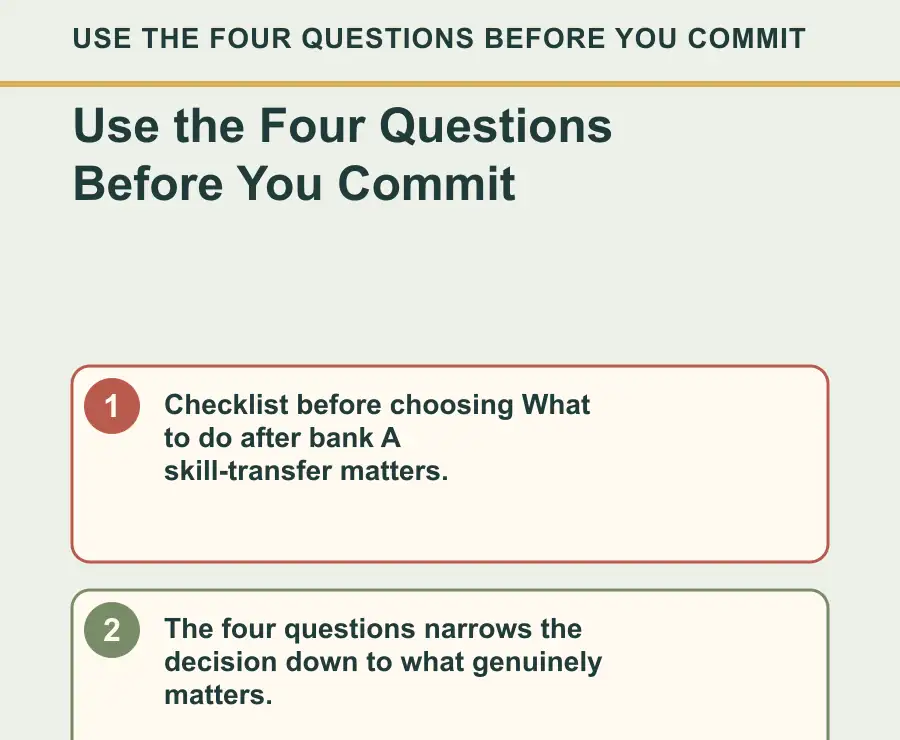 USE THE FOUR QUESTIONS BEFORE YOU COMMIT
Use the Four Questions
Before You Commit
1
Checklist before choosing What
to do after bank A
skill-transfer matters.
2
The four questions narrows the
decision down to what genuinely
matters.